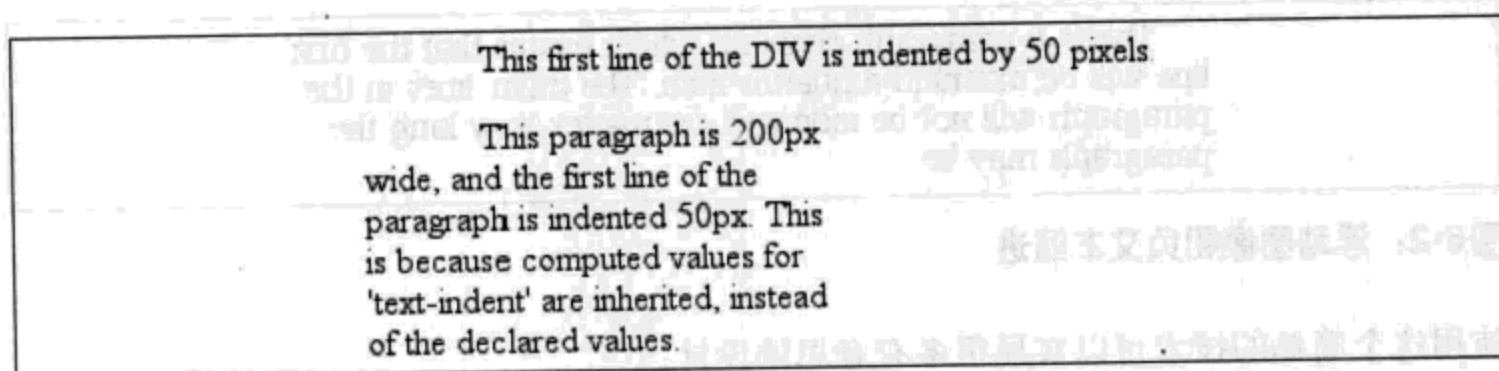 This first line of the DIV is indented by 50 pixels.
This paragraph is 200px
wide, and the first line of the
paragraph is indented 50px. This
is because computed values for
'text-indent' are inherited, instead
of the declared values.